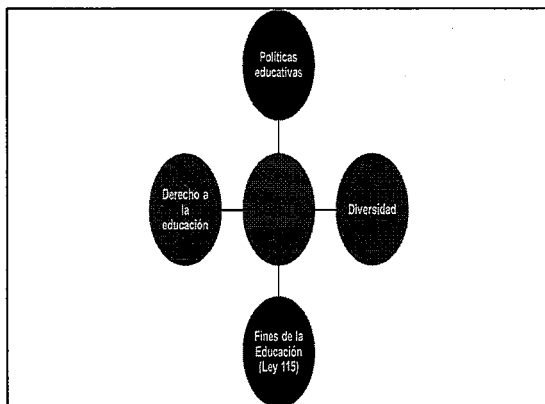 Políticas
educativas
Derecho a
la
educación
Diversidad
Fines de la
Educación
(Ley 115)